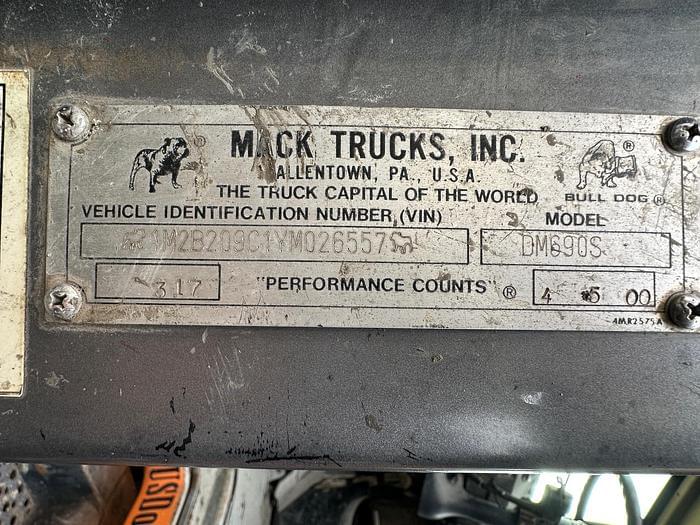 MACK TRUCKS, INC.
ALLENTOWN, PA., U.S.A.
THE TRUCK CAPITAL OF THE WORLD
BULL DOG ®
VEHICLE IDENTIFICATION NUMBER (VIN)
MODEL
1M2B209C1YM026557
DM690S
317
"PERFORMANCE COUNTS" ®
4 5 00
4MR2575A
USDO